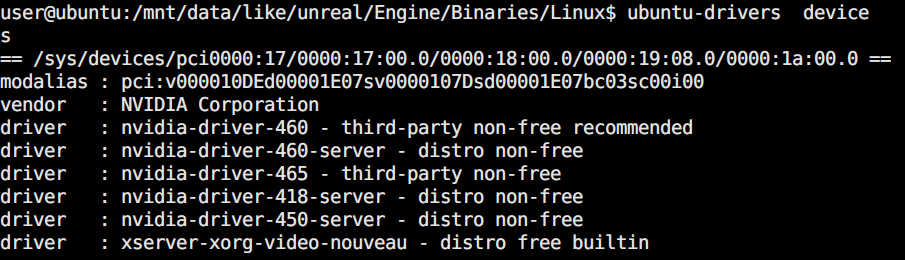 user@ubuntu:/mnt/data/like/unreal/Engine/Binaries/Linux$ ubuntu-drivers  device
s
== /sys/devices/pci0000:17/0000:17:00.0/0000:18:00.0/0000:19:08.0/0000:1a:00.0 ==
modalias : pci:v000010DEd00001E07sv0000107Dsd00001E07bc03sc00i00
vendor   : NVIDIA Corporation
driver   : nvidia-driver-460 - third-party non-free recommended
driver   : nvidia-driver-460-server - distro non-free
driver   : nvidia-driver-465 - third-party non-free
driver   : nvidia-driver-418-server - distro non-free
driver   : nvidia-driver-450-server - distro non-free
driver   : xserver-xorg-video-nouveau - distro free builtin